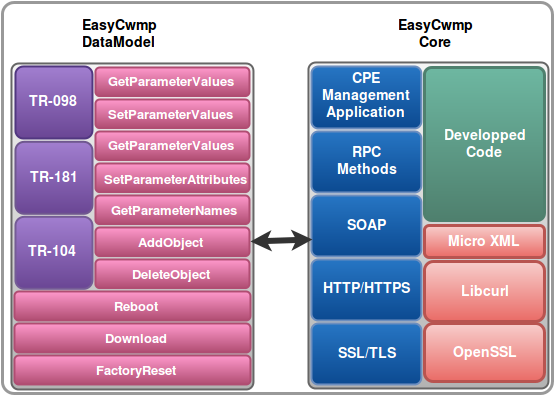 EasyCwmp
DataModel
TR-098
TR-181
TR-104
GetParameterValues
SetParameterValues
GetParameterValues
SetParameterAttributes
GetParameterNames
AddObject
DeleteObject
Reboot
Download
FactoryReset
EasyCwmp
Core
CPE
Management
Application
RPC
Methods
SOAP
HTTP/HTTPS
SSL/TLS
Developped
Code
Micro XML
Libcurl
OpenSSL